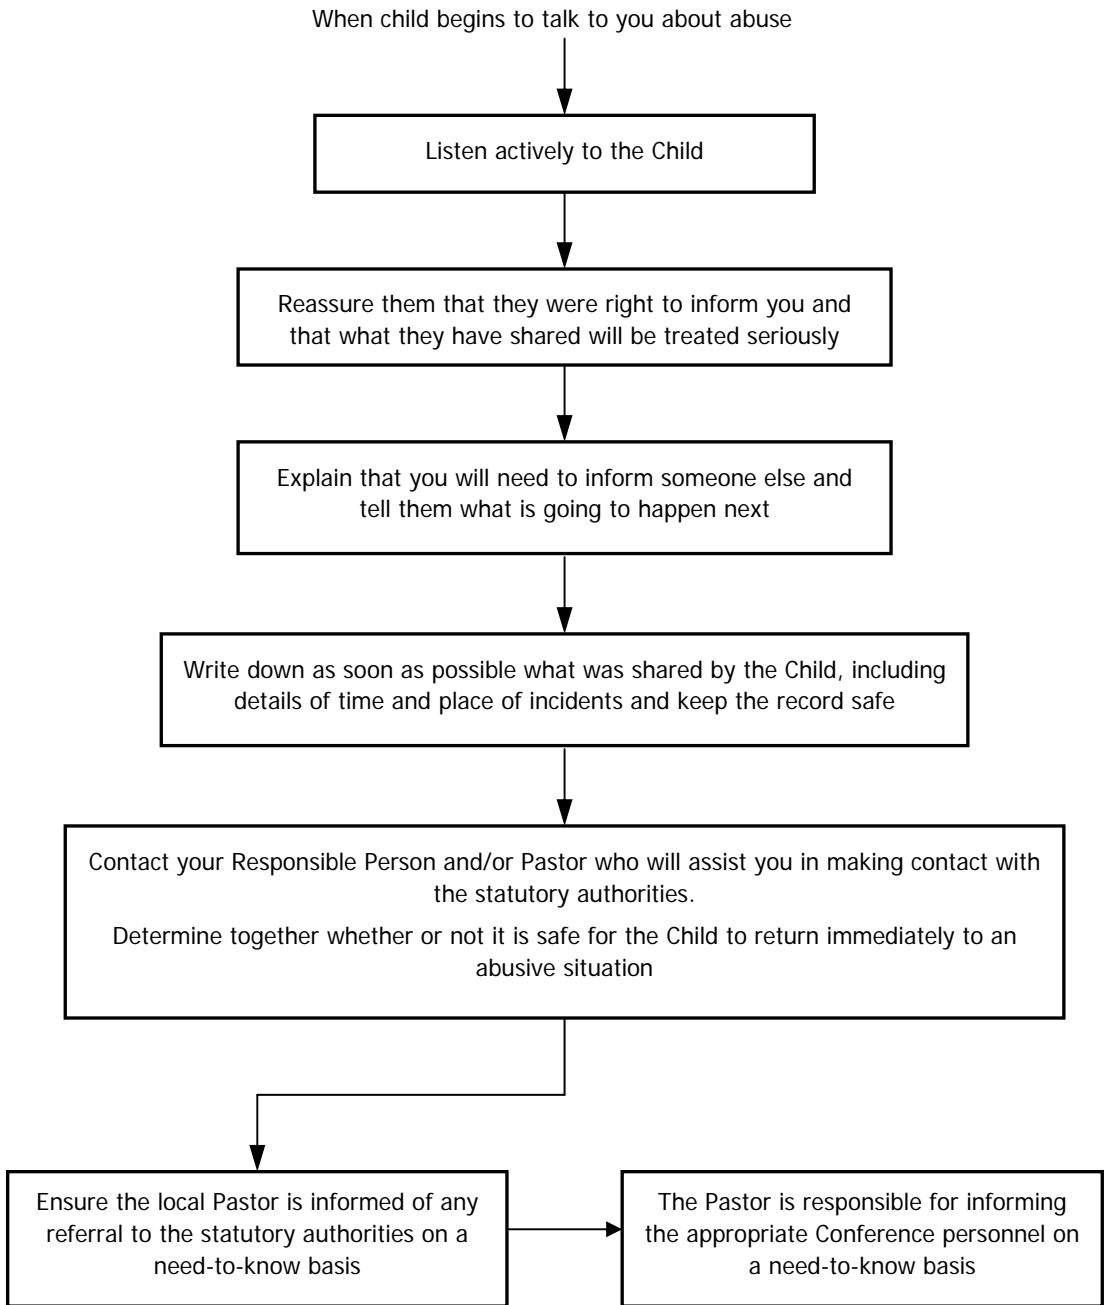 When child begins to talk to you about abuse
Listen actively to the Child
Reassure them that they were right to inform you and
that what they have shared will be treated seriously
Explain that you will need to inform someone else and
tell them what is going to happen next
Write down as soon as possible what was shared by the Child, including
details of time and place of incidents and keep the record safe
Contact your Responsible Person and/or Pastor who will assist you in making contact with
the statutory authorities.
Determine together whether or not it is safe for the Child to return immediately to an
abusive situation
Ensure the local Pastor is informed of any
referral to the statutory authorities on a
need-to-know basis
The Pastor is responsible for informing
the appropriate Conference personnel on
a need-to-know basis